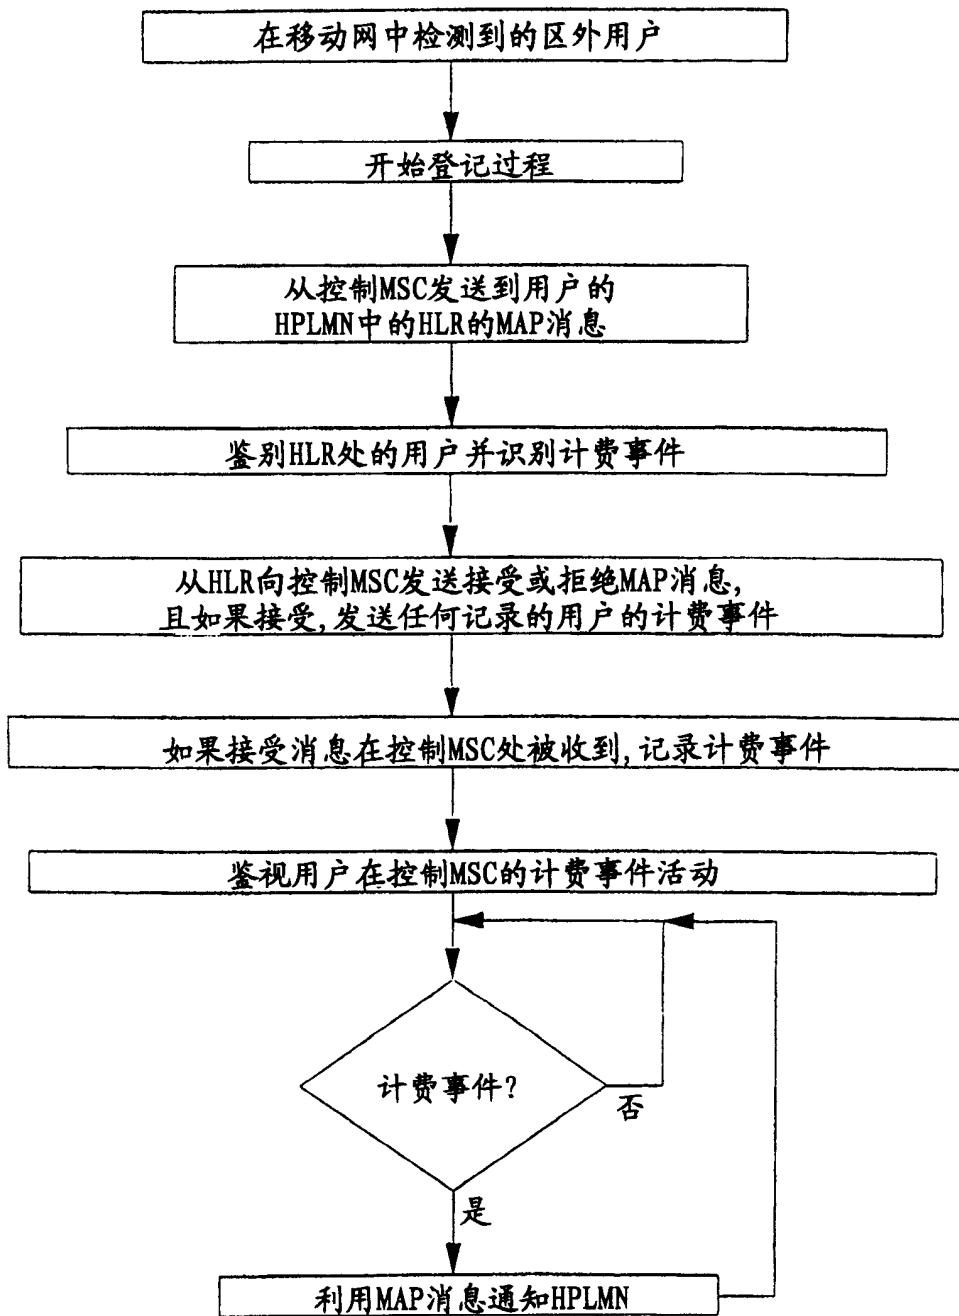 在移动网中检测到的区外用户
开始登记过程
从控制MSC发送到用户的
HPLMN中的HLR的MAP消息
鉴别HLR处的用户并识别计费事件
从HLR向控制MSC发送接受或拒绝MAP消息,
且如果接受,发送任何记录的用户的计费事件
如果接受消息在控制MSC处被收到,记录计费事件
鉴视用户在控制MSC的计费事件活动
计费事件?
否
是
利用MAP消息通知HPLMN